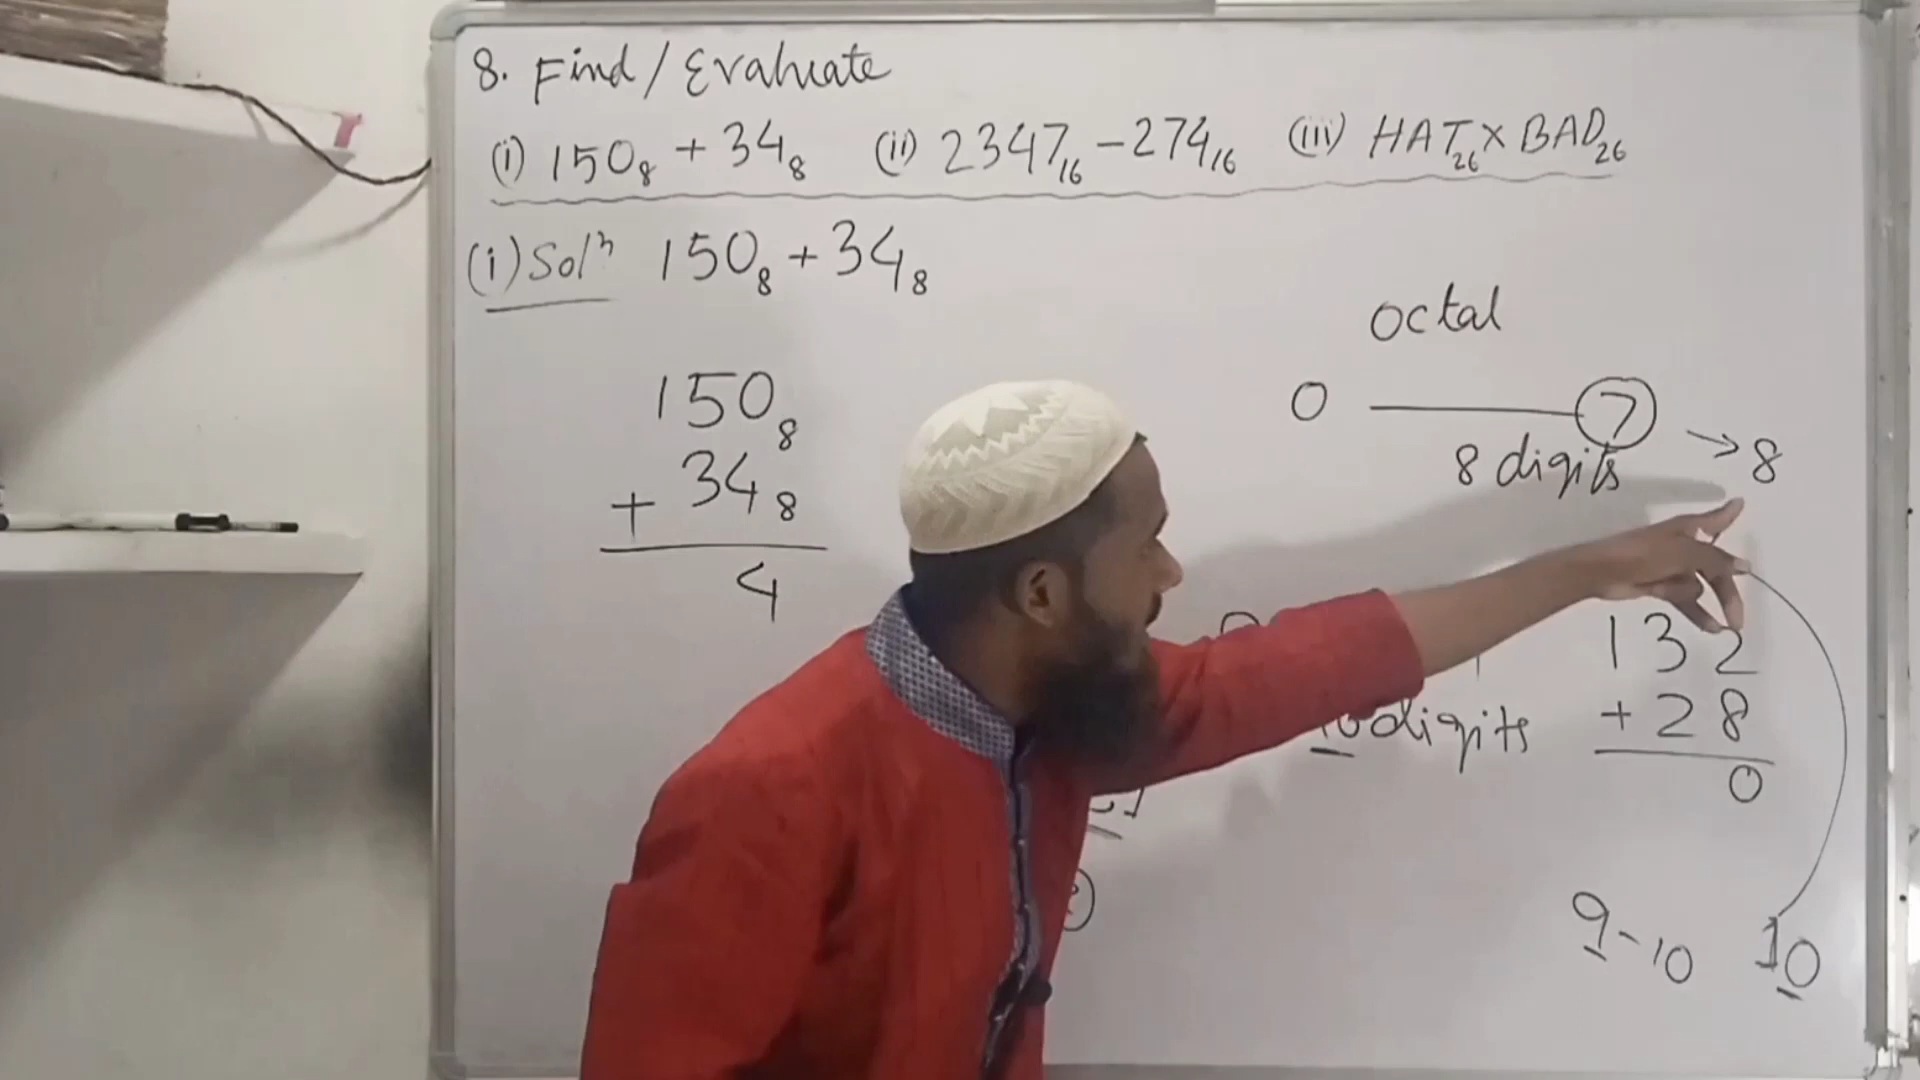 8. Find/Evaluate
(i) 150₈ + 34₈ (ii) 2347₁₆ - 274₁₆ (iii) HAT₂₆ x BAD₂₆
(i) Solⁿ 150₈ + 34₈
octal
0 — 7 → 8
8 digits
150₈
+ 34₈
4
132
+ 28
0
digits
9-10
10